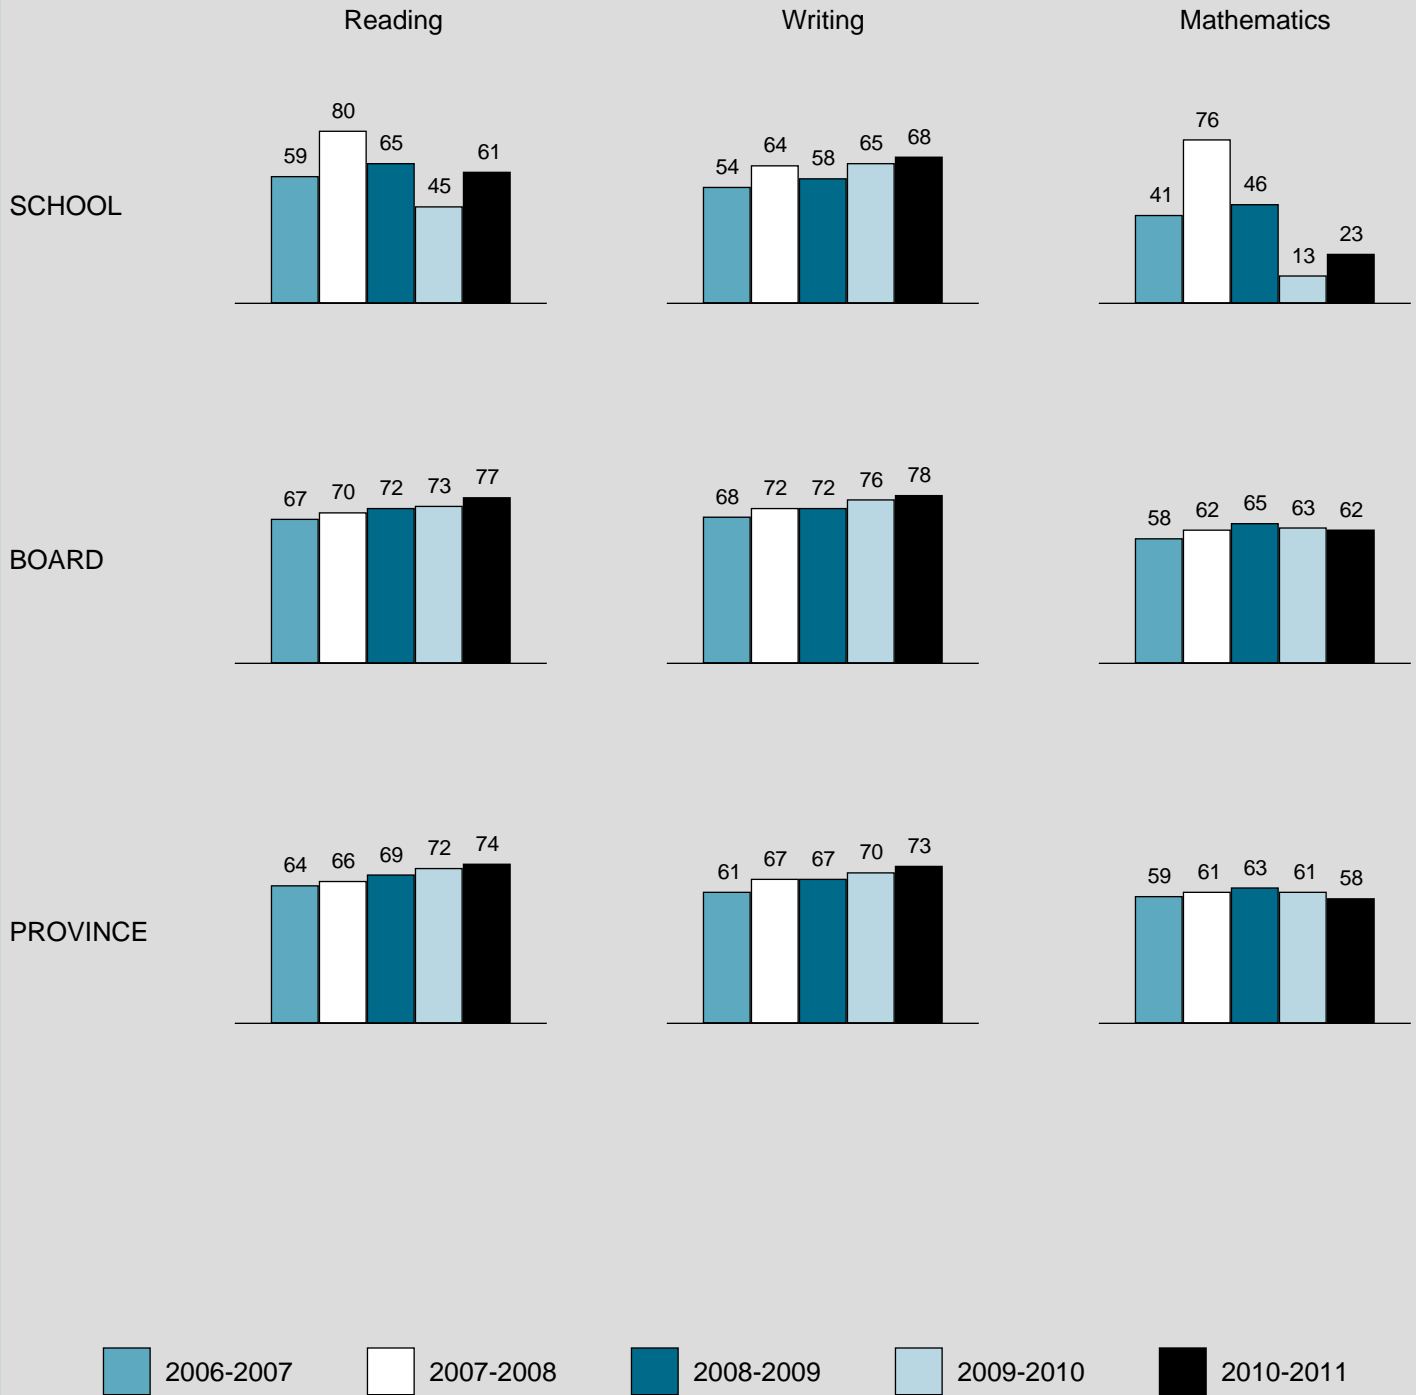 Reading Writing Mathematics
SCHOOL
59 80 65 45 61
54 64 58 65 68
41 76 46 13 23
BOARD
67 70 72 73 77
68 72 72 76 78
58 62 65 63 62
PROVINCE
64 66 69 72 74
61 67 67 70 73
59 61 63 61 58
2006-2007 2007-2008 2008-2009 2009-2010 2010-2011